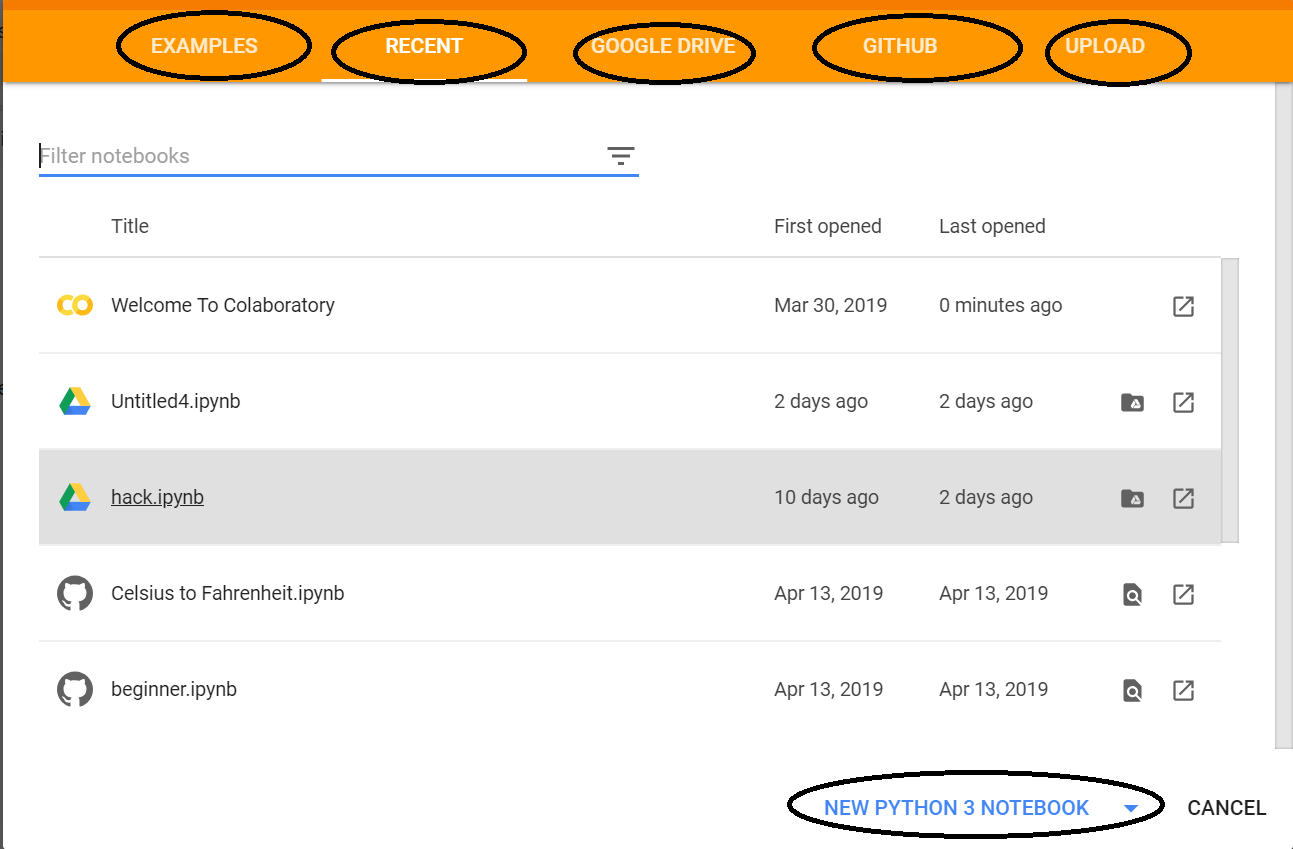 EXAMPLES RECENT GOOGLE DRIVE GITHUB UPLOAD
Filter notebooks
Title First opened Last opened
Welcome To Colaboratory Mar 30, 2019 0 minutes ago
Untitled4.ipynb 2 days ago 2 days ago
hack.ipynb 10 days ago 2 days ago
Celsius to Fahrenheit.ipynb Apr 13, 2019 Apr 13, 2019
beginner.ipynb Apr 13, 2019 Apr 13, 2019
NEW PYTHON 3 NOTEBOOK CANCEL